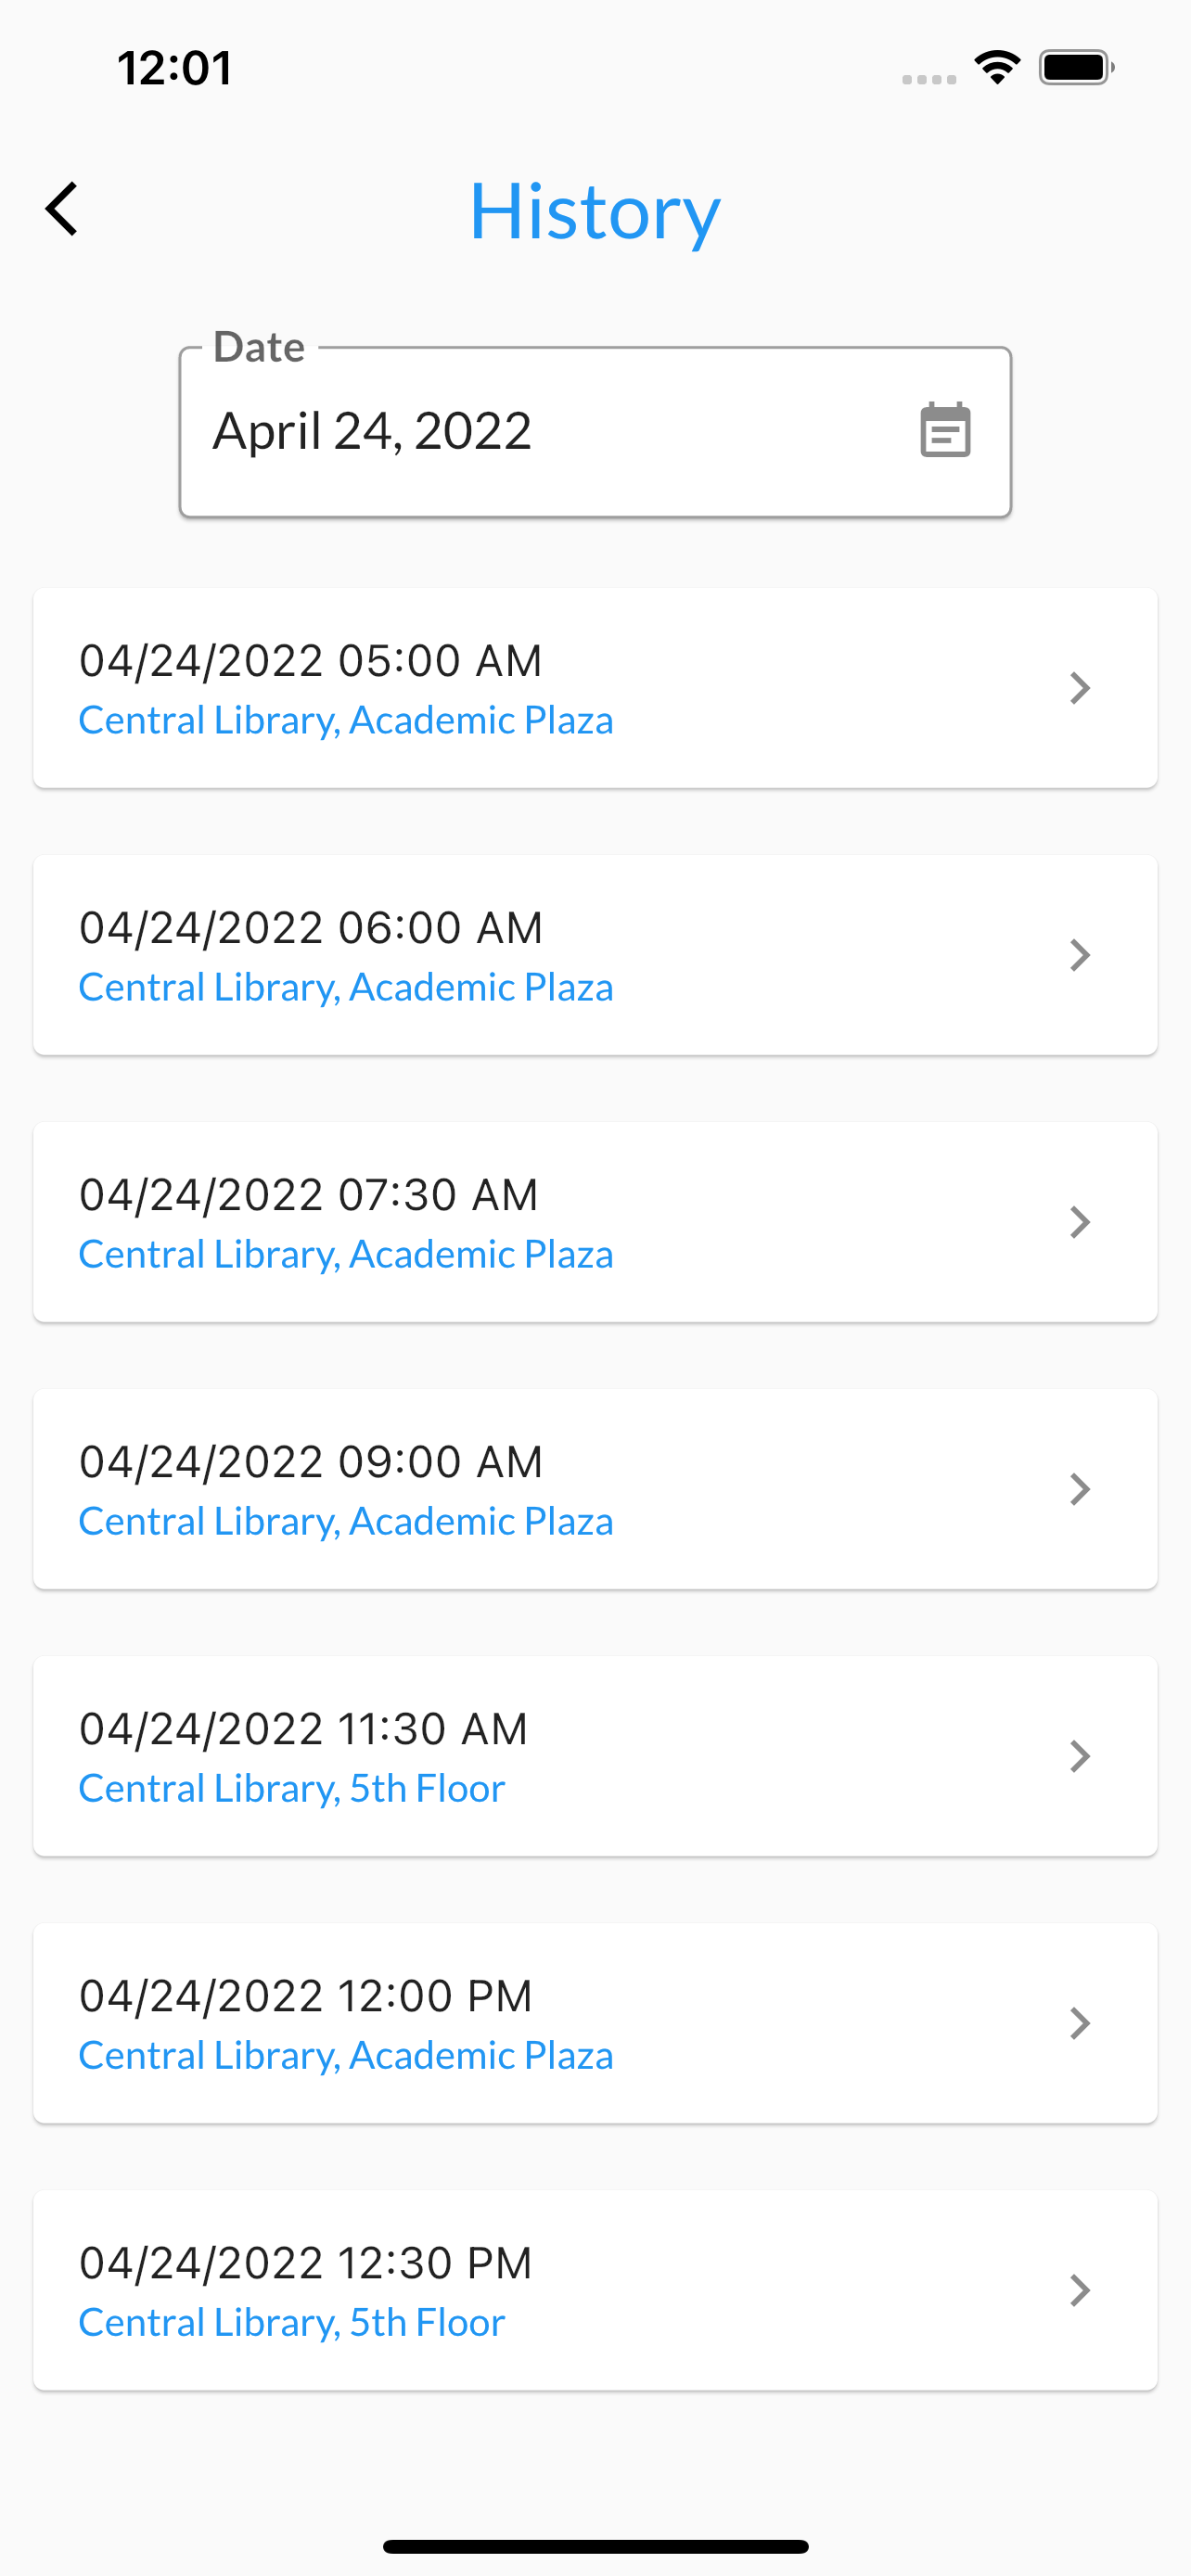 12:01
History
Date
April 24, 2022
04/24/2022 05:00 AM
Central Library, Academic Plaza
04/24/2022 06:00 AM
Central Library, Academic Plaza
04/24/2022 07:30 AM
Central Library, Academic Plaza
04/24/2022 09:00 AM
Central Library, Academic Plaza
04/24/2022 11:30 AM
Central Library, 5th Floor
04/24/2022 12:00 PM
Central Library, Academic Plaza
04/24/2022 12:30 PM
Central Library, 5th Floor